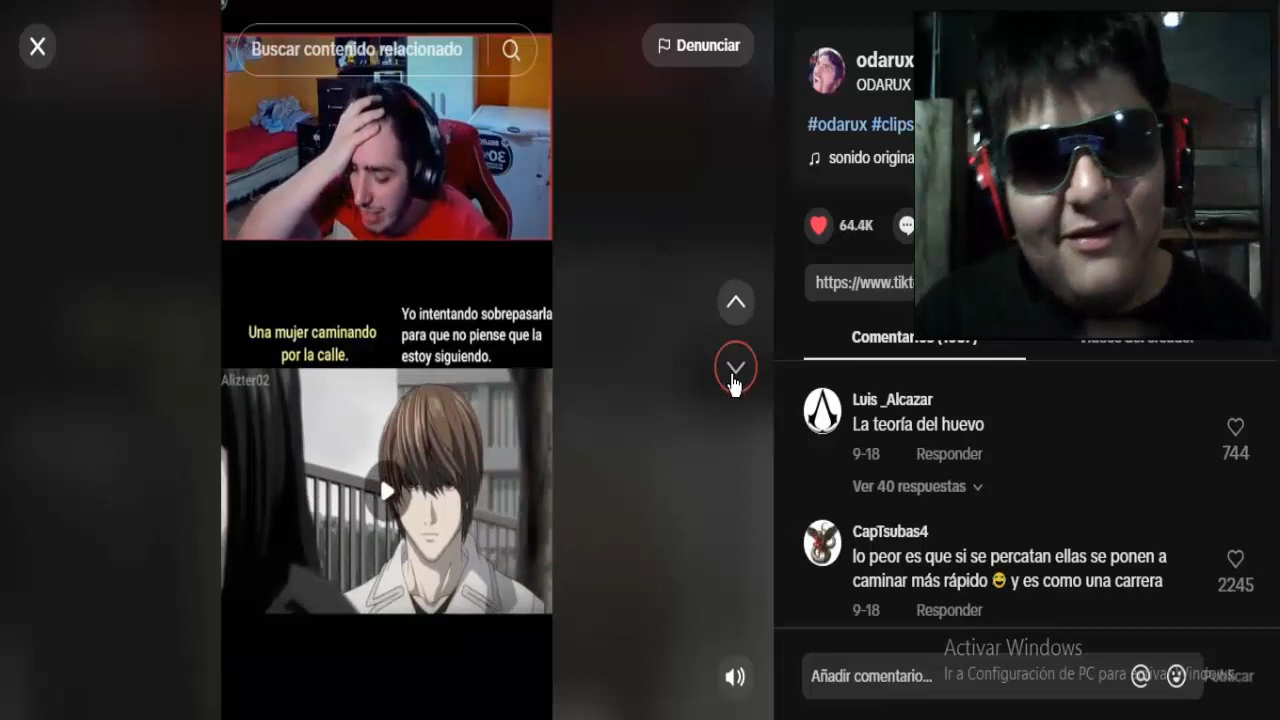 Buscar contenido relacionado
Denunciar
Una mujer caminando
por la calle.
Yo intentando sobrepasarla
para que no piense que la
estoy siguiendo.
Alizter02
odarux
ODARUX
#odarux #clips
sonido origina
64.4K
https://www.tikt
Comentarios
Luis _Alcazar
La teoría del huevo
9-18 Responder
744
Ver 40 respuestas
CapTsubas4
lo peor es que si se percatan ellas se ponen a
caminar más rápido 😄 y es como una carrera
2245
9-18 Responder
Activar Windows
Ir a Configuración de PC para activar Windows.
Añadir comentario...
Publicar